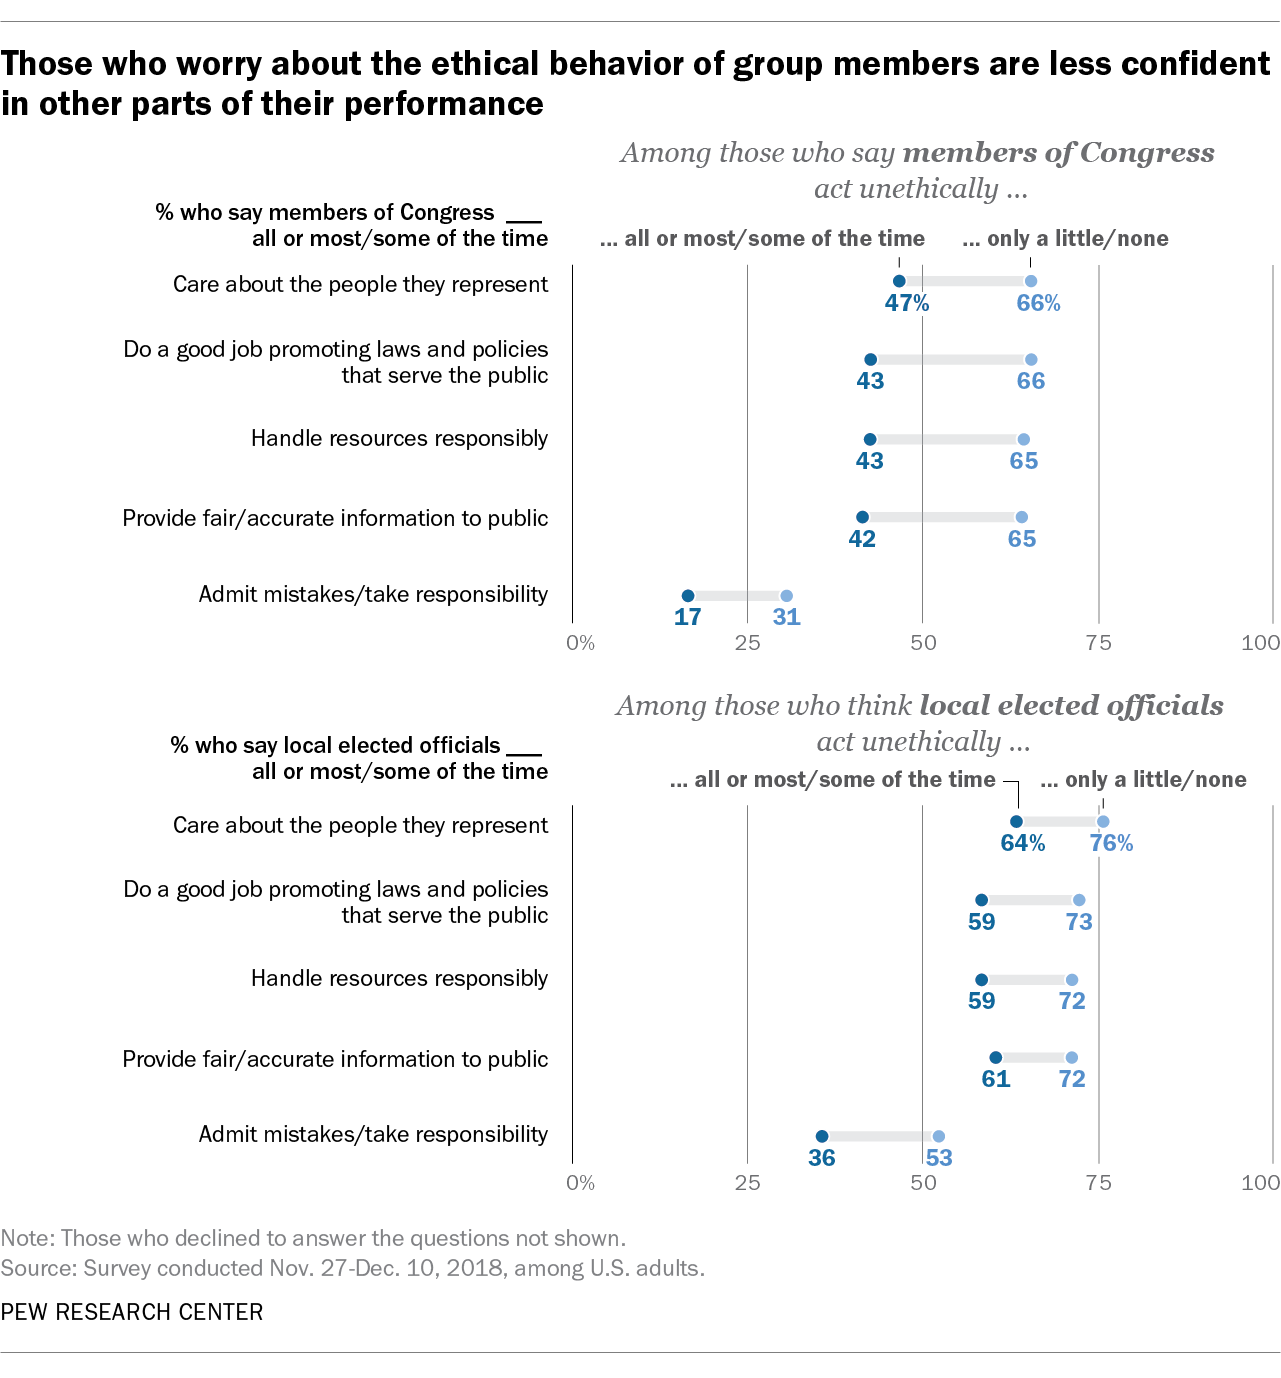 Those who worry about the ethical behavior of group members are less confident
in other parts of their performance
Among those who say members of Congress
act unethically ...
% who say members of Congress ___
all or most/some of the time
... all or most/some of the time ... only a little/none
Care about the people they represent
47% 66%
Do a good job promoting laws and policies
that serve the public
43 66
Handle resources responsibly
43 65
Provide fair/accurate information to public
42 65
Admit mistakes/take responsibility
17 31
0% 25 50 75 100
Among those who think local elected officials
act unethically ...
% who say local elected officials ___
all or most/some of the time
... all or most/some of the time ... only a little/none
Care about the people they represent
64% 76%
Do a good job promoting laws and policies
that serve the public
59 73
Handle resources responsibly
59 72
Provide fair/accurate information to public
61 72
Admit mistakes/take responsibility
36 53
0% 25 50 75 100
Note: Those who declined to answer the questions not shown.
Source: Survey conducted Nov. 27-Dec. 10, 2018, among U.S. adults.
PEW RESEARCH CENTER